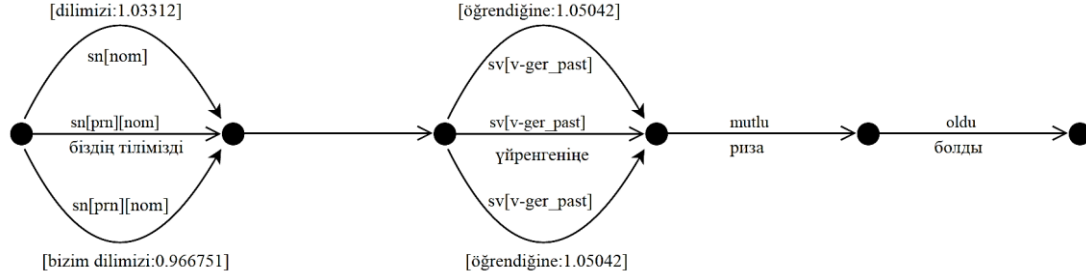 [dilimizi:1.03312] [öğrendiğine:1.05042]
sn[nom] sv[v-ger_past]
sn[prn][nom] sv[v-ger_past] mutlu oldu
біздің тілімізді үйренгеніңе риза болды
sn[prn][nom] sv[v-ger_past]
[bizim dilimizi:0.966751] [öğrendiğine:1.05042]